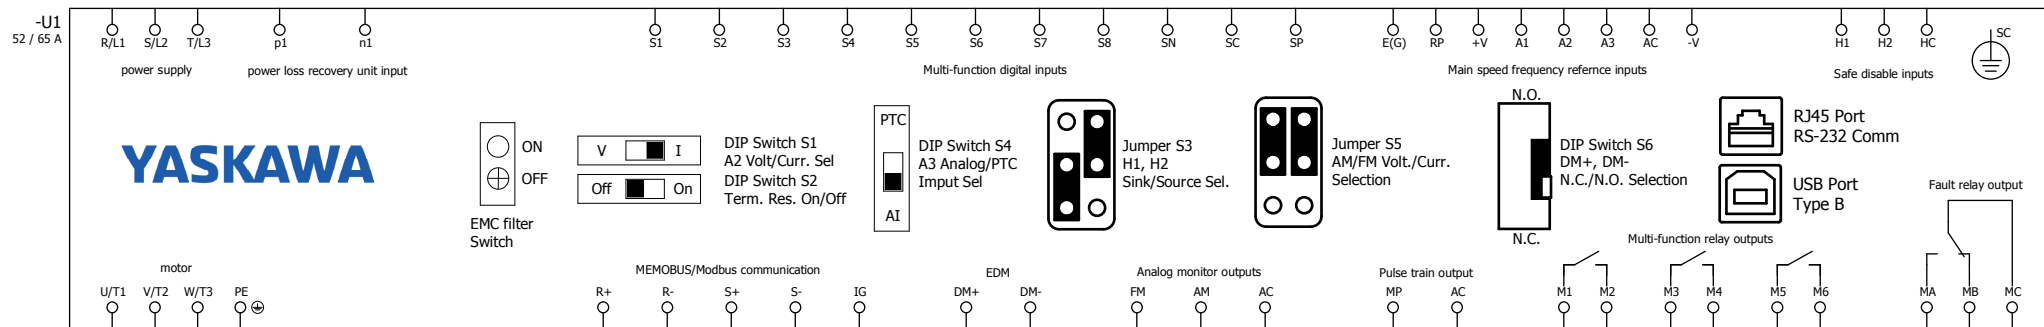 -U1
52 / 65 A
R/L1 S/L2 T/L3 p1 n1 S1 S2 S3 S4 S5 S6 S7 S8 SN SC SP E(G) RP +V A1 A2 A3 AC -V H1 H2 HC SC
power supply power loss recovery unit input Multi-function digital inputs Main speed frequency refernce inputs Safe disable inputs
YASKAWA
ON
OFF
EMC filter
Switch
V I
DIP Switch S1
A2 Volt/Curr. Sel
Off On
DIP Switch S2
Term. Res. On/Off
PTC
AI
DIP Switch S4
A3 Analog/PTC
Imput Sel
Jumper S3
H1, H2
Sink/Source Sel.
Jumper S5
AM/FM Volt./Curr.
Selection
N.O.
N.C.
DIP Switch S6
DM+, DM-
N.C./N.O. Selection
RJ45 Port
RS-232 Comm
USB Port
Type B
Fault relay output
Multi-function relay outputs
motor MEMOBUS/Modbus communication EDM Analog monitor outputs Pulse train output
U/T1 V/T2 W/T3 PE R+ R- S+ S- IG DM+ DM- FM AM AC MP AC M1 M2 M3 M4 M5 M6 MA MB MC